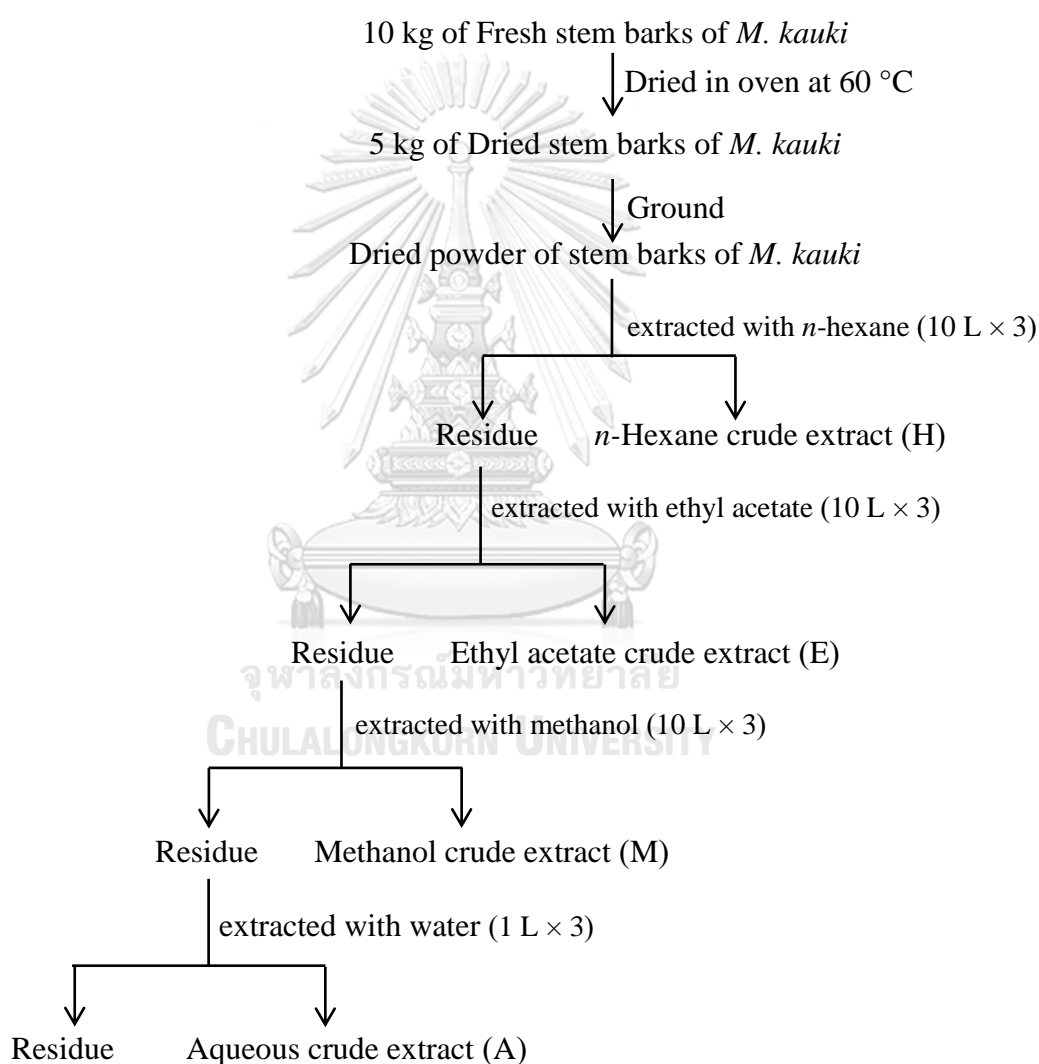 10 kg of Fresh stem barks of M. kauki
Dried in oven at 60 °C
5 kg of Dried stem barks of M. kauki
Ground
Dried powder of stem barks of M. kauki
extracted with n-hexane (10 L × 3)
Residue n-Hexane crude extract (H)
extracted with ethyl acetate (10 L × 3)
Residue Ethyl acetate crude extract (E)
จุฬาลงกรณ์มหาวิทยาลัย
extracted with methanol (10 L × 3)
CHULALONGKORN UNIVERSITY
Residue Methanol crude extract (M)
extracted with water (1 L × 3)
Residue Aqueous crude extract (A)